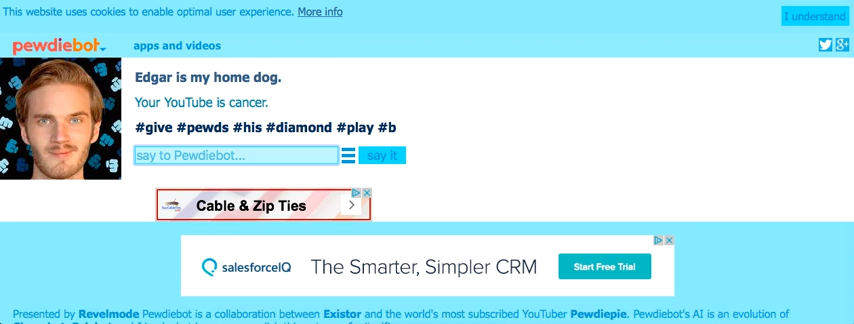 This website uses cookies to enable optimal user experience. More info
I understand
pewdiebot
apps and videos
Edgar is my home dog.
Your YouTube is cancer.
#give #pewds #his #diamond #play #b
say to Pewdiebot...
say it
Cable & Zip Ties
salesforceIQ
The Smarter, Simpler CRM
Start Free Trial
Presented by Revelmode Pewdiebot is a collaboration between Existor and the world's most subscribed YouTuber Pewdiepie. Pewdiebot's AI is an evolution of